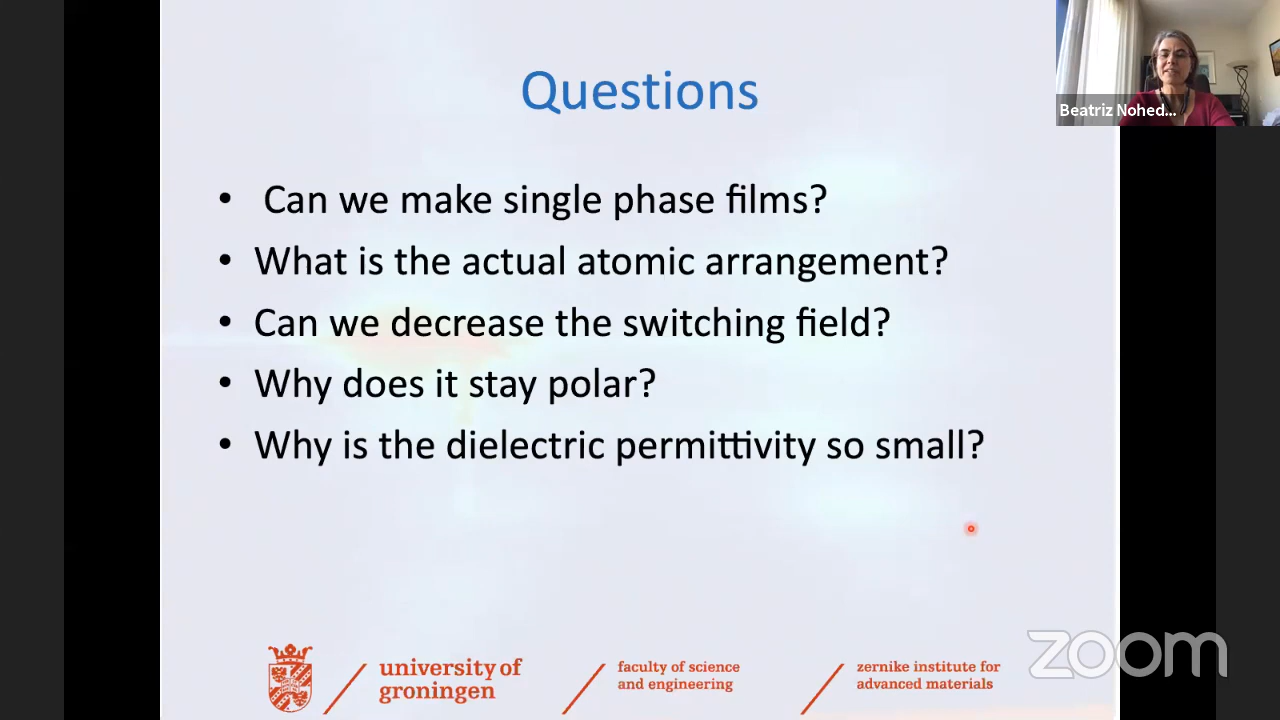 Questions
Beatriz Nohed...
• Can we make single phase films?
• What is the actual atomic arrangement?
• Can we decrease the switching field?
• Why does it stay polar?
• Why is the dielectric permittivity so small?
university of
groningen
faculty of science
and engineering
zernike institute for
advanced materials
zoom